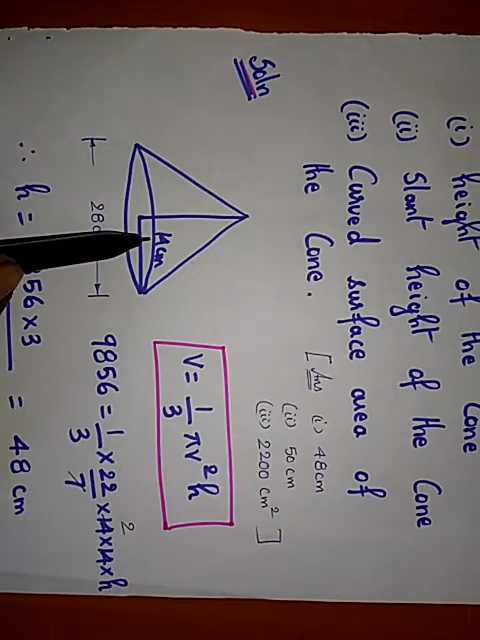 (i) height of the Cone
(ii) Slant height of the Cone
(iii) Curved surface area of
the Cone.
[Ans (i) 48cm
(ii) 50cm
(iii) 2200 cm² ]
Soln
14cm
28
V = 1/3 πr²h
9856 = 1/3 × 22/7 × 14 × 14 × h
2
∴ h = 56×3 = 48 cm